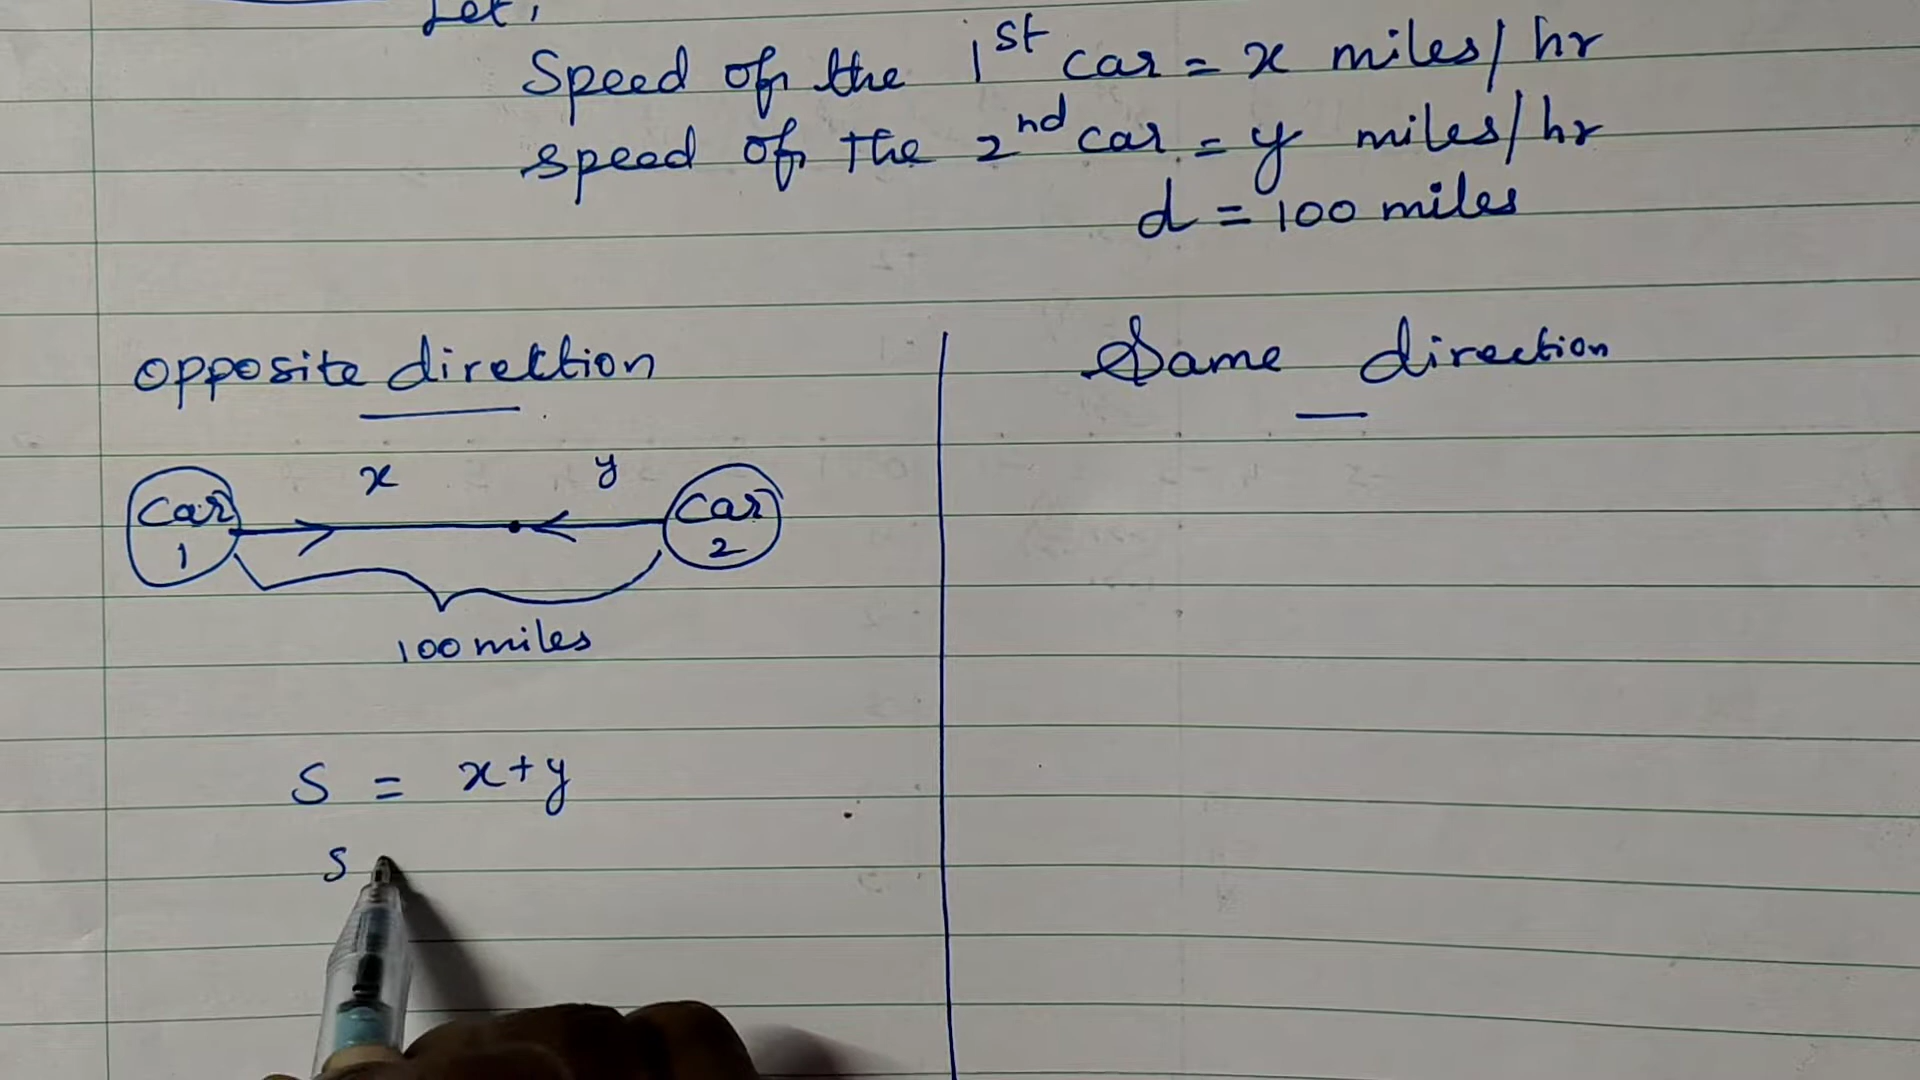 Let,
Speed of the 1st car = x miles/hr
speed of the 2nd car = y miles/hr
d = 100 miles
opposite direction
Same direction
x y
Car 1
Car 2
100 miles
S = x+y
S